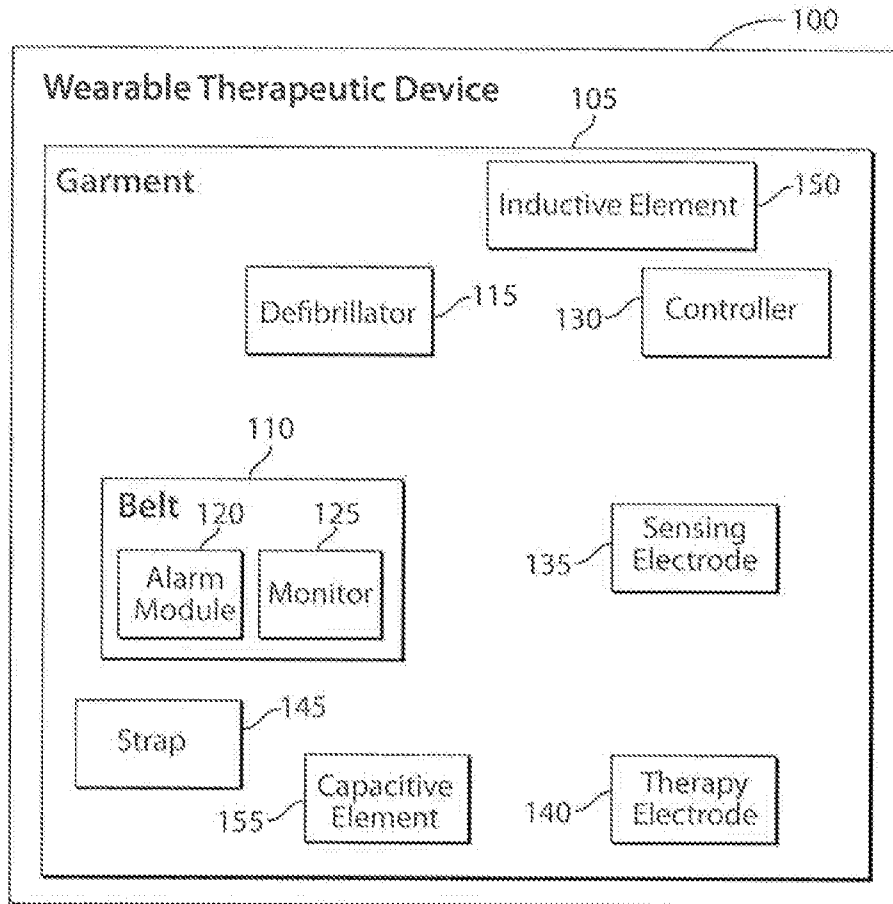 100
Wearable Therapeutic Device
105
Garment
Inductive Element
150
Defibrillator
115
130
Controller
110
Belt
120
125
Alarm
Module
Monitor
Sensing
Electrode
135
Strap
145
Capacitive
Element
155
Therapy
Electrode
140